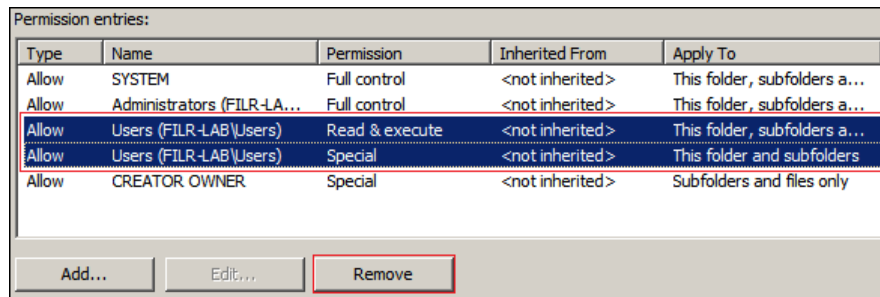 Permission entries:
Type Name Permission Inherited From Apply To
Allow SYSTEM Full control <not inherited> This folder, subfolders a...
Allow Administrators (FILR-LA... Full control <not inherited> This folder, subfolders a...
Allow Users (FILR-LAB\Users) Read & execute <not inherited> This folder, subfolders a...
Allow Users (FILR-LAB\Users) Special <not inherited> This folder and subfolders
Allow CREATOR OWNER Special <not inherited> Subfolders and files only
Add... Edit... Remove